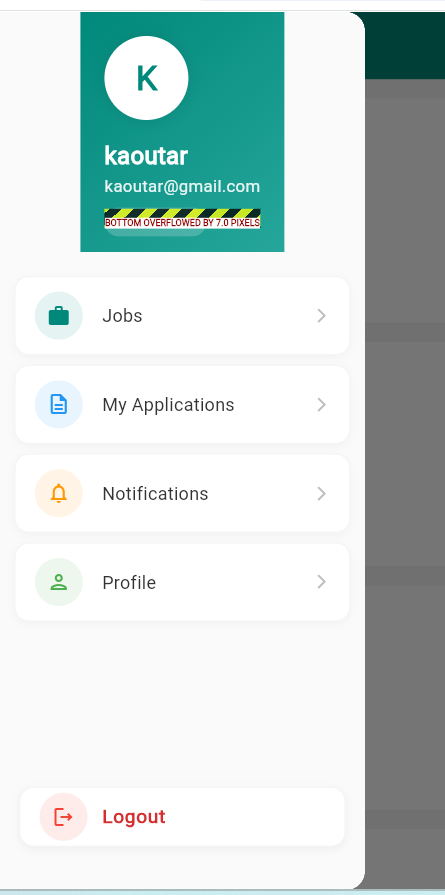 K
kaoutar
kaoutar@gmail.com
BOTTOM OVERFLOWED BY 7.0 PIXELS
Jobs
My Applications
Notifications
Profile
Logout